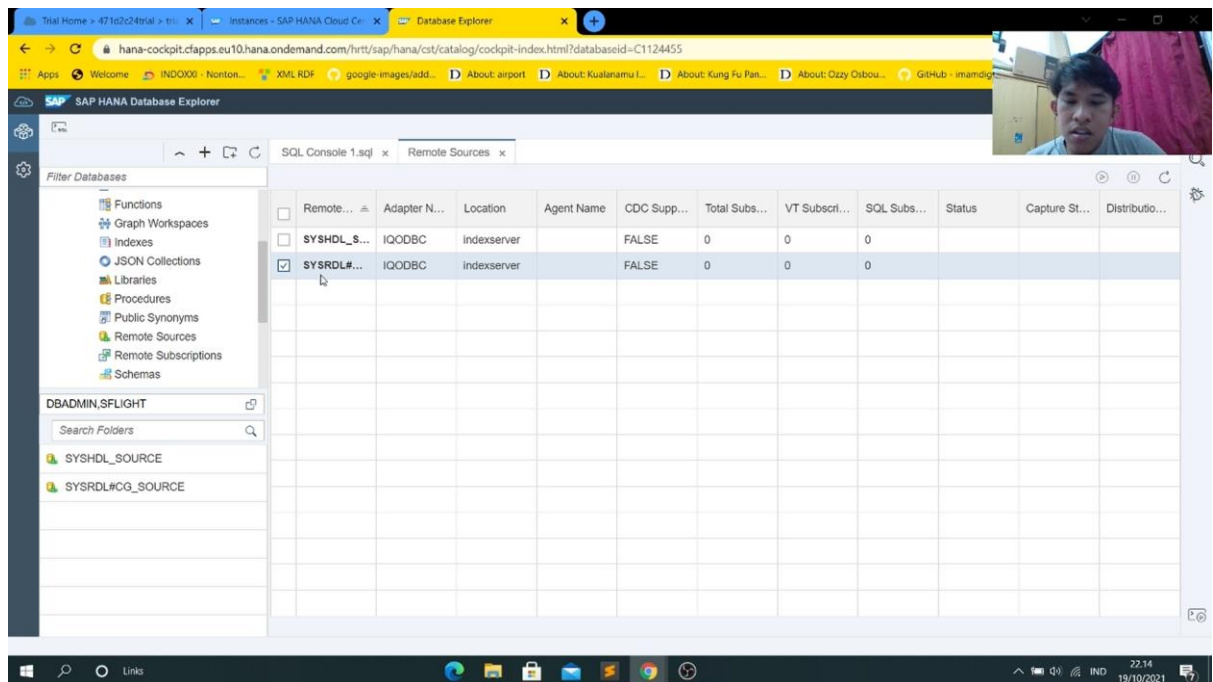 Trial Home > 471d2c24trial > tri
Instances - SAP HANA Cloud Cen
Database Explorer
hana-cockpit.cfapps.eu10.hana.ondemand.com/hrtt/sap/hana/cst/catalog/cockpit-index.html?databaseid=C1124455
Apps
Welcome
INDOXXI - Nonton...
XML RDF
google-images/add...
About: airport
About: Kualanamu I...
About: Kung Fu Pan...
About: Ozzy Osbou...
GitHub - imamdig
SAP SAP HANA Database Explorer
SQL Console 1.sql
Remote Sources
Filter Databases
Functions
Graph Workspaces
Indexes
JSON Collections
Libraries
Procedures
Public Synonyms
Remote Sources
Remote Subscriptions
Schemas
DBADMIN,SFLIGHT
Search Folders
SYSHDL_SOURCE
SYSRDL#CG_SOURCE
Remote... Adapter N... Location Agent Name CDC Supp... Total Subs... VT Subscri... SQL Subs... Status Capture St... Distributio...
SYSHDL_S... IQODBC indexserver FALSE 0 0 0
SYSRDL#... IQODBC indexserver FALSE 0 0 0
Links
IND
22.14
19/10/2021